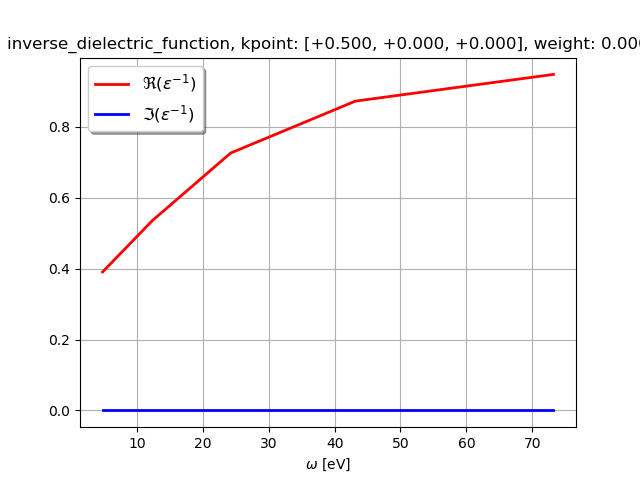 inverse_dielectric_function, kpoint: [+0.500, +0.000, +0.000], weight: 0.00
ℜ(ε⁻¹)
ℑ(ε⁻¹)
0.8
0.6
0.4
0.2
0.0
10 20 30 40 50 60 70
ω [eV]